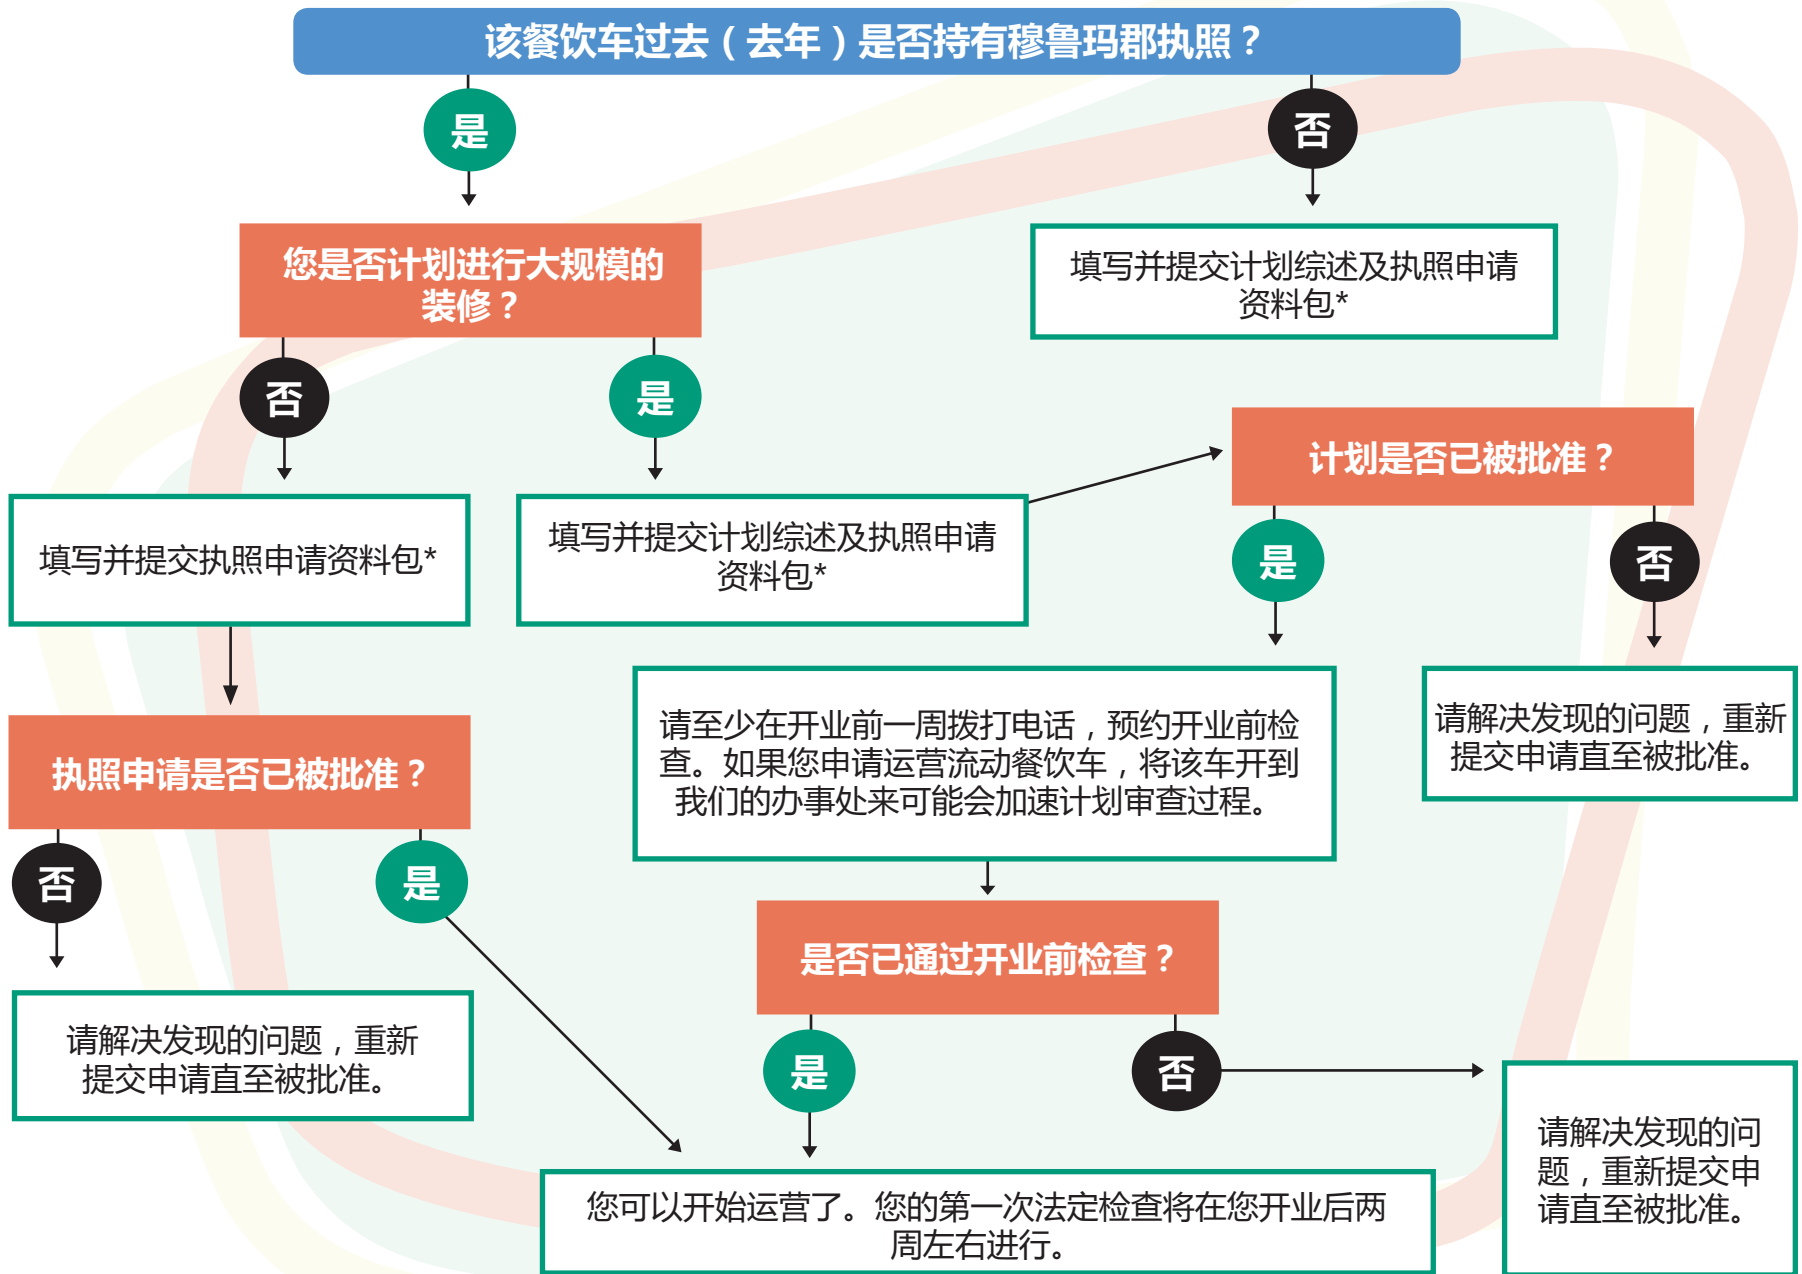 该餐饮车过去（去年）是否持有穆鲁玛郡执照？
是
否
您是否计划进行大规模的
装修？
填写并提交计划综述及执照申请
资料包*
否
是
计划是否已被批准？
填写并提交执照申请资料包*
填写并提交计划综述及执照申请
资料包*
是
否
请至少在开业前一周拨打电话，预约开业前检
查。如果您申请运营流动餐饮车，将该车开到
我们的办事处来可能会加速计划审查过程。
请解决发现的问题，重新
提交申请直至被批准。
执照申请是否已被批准？
否
是
是否已通过开业前检查？
请解决发现的问题，重新
提交申请直至被批准。
是
否
请解决发现的问
题，重新提交申
请直至被批准。
您可以开始运营了。您的第一次法定检查将在您开业后两
周左右进行。